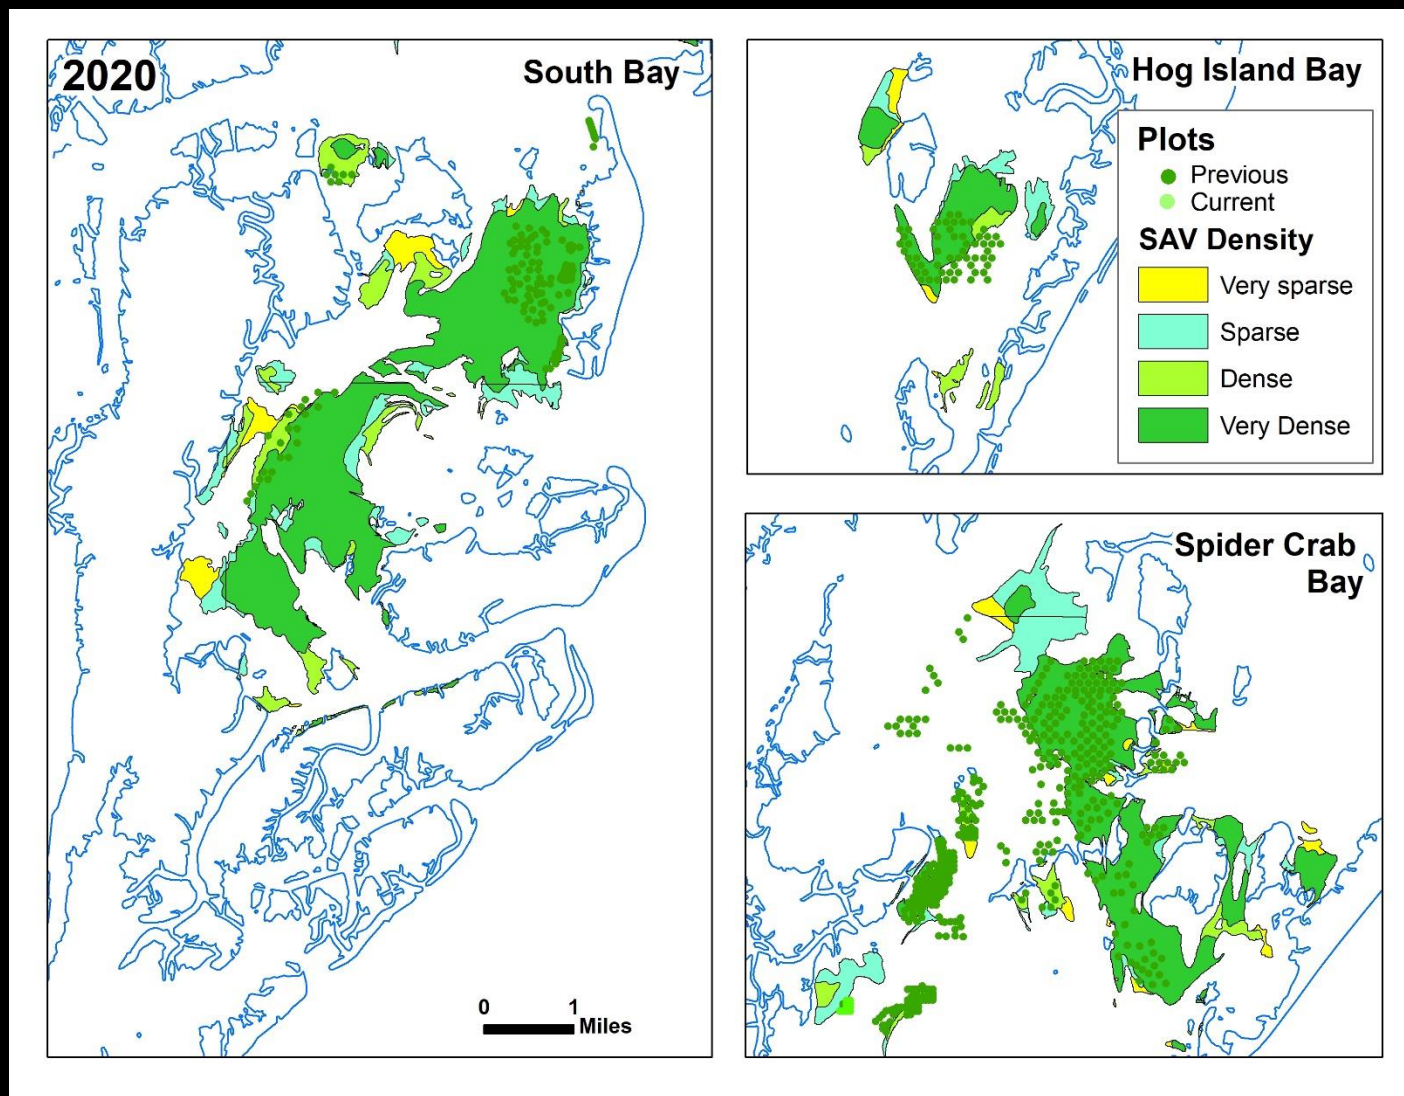 2020
South Bay
0 1
Miles
Hog Island Bay
Plots
Previous
Current
SAV Density
Very sparse
Sparse
Dense
Very Dense
Spider Crab
Bay